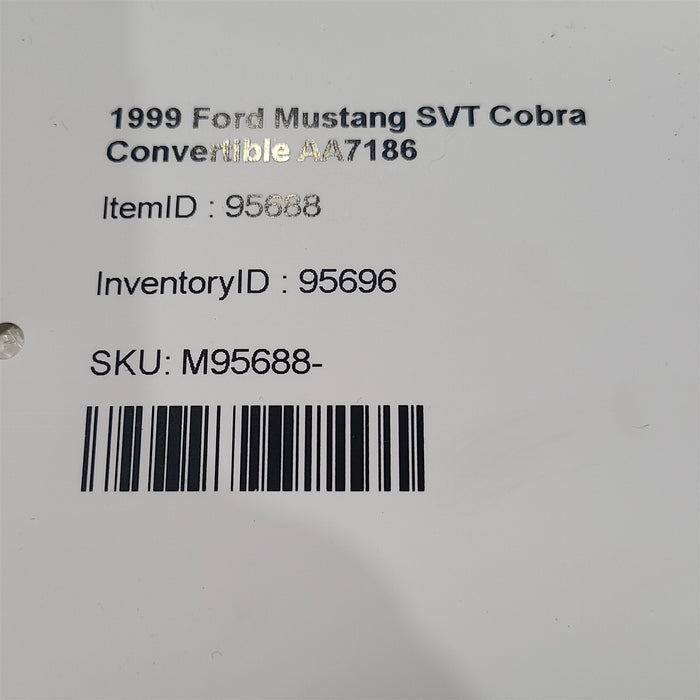 1999 Ford Mustang SVT Cobra
Convertible AA7186
ItemID : 95688
InventoryID : 95696
SKU: M95688-